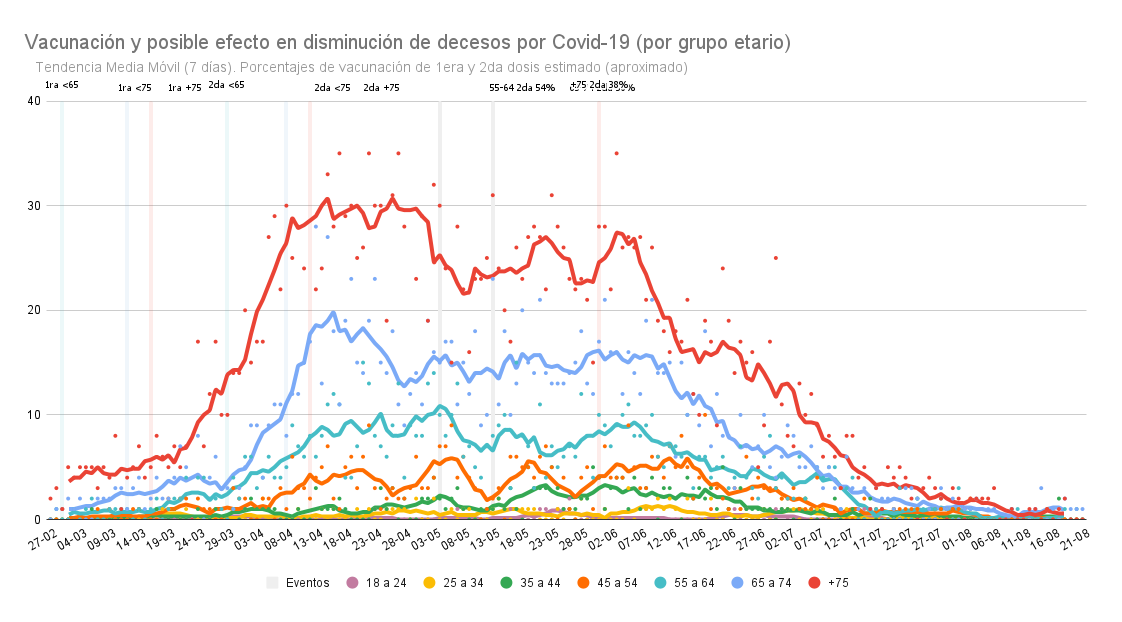 Vacunación y posible efecto en disminución de decesos por Covid-19 (por grupo etario)
Tendencia Media Móvil (7 días). Porcentajes de vacunación de 1era y 2da dosis estimado (aproximado)
1ra <65
1ra <75
1ra +75
2da <65
2da <75
2da +75
55-64 2da 54%
+75 2da 38%
40
30
20
10
0
27-02
04-03
09-03
14-03
19-03
24-03
29-03
03-04
08-04
13-04
18-04
23-04
28-04
03-05
08-05
13-05
18-05
23-05
28-05
02-06
07-06
12-06
17-06
22-06
27-06
02-07
07-07
12-07
17-07
22-07
27-07
01-08
06-08
11-08
16-08
21-08
Eventos
18 a 24
25 a 34
35 a 44
45 a 54
55 a 64
65 a 74
+75